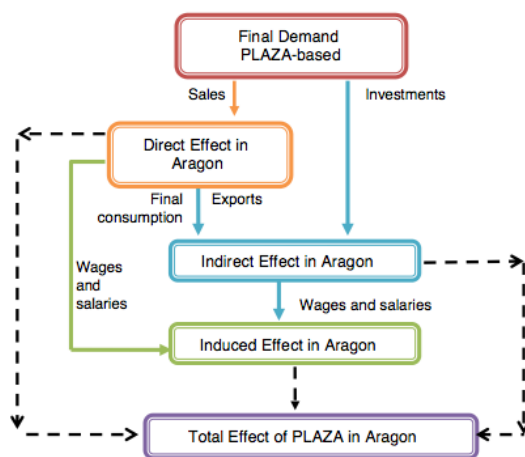 Final Demand
PLAZA-based
Sales
Investments
Direct Effect in
Aragon
Final
consumption
Exports
Indirect Effect in Aragon
Wages
and
salaries
Wages and salaries
Induced Effect in Aragon
Total Effect of PLAZA in Aragon